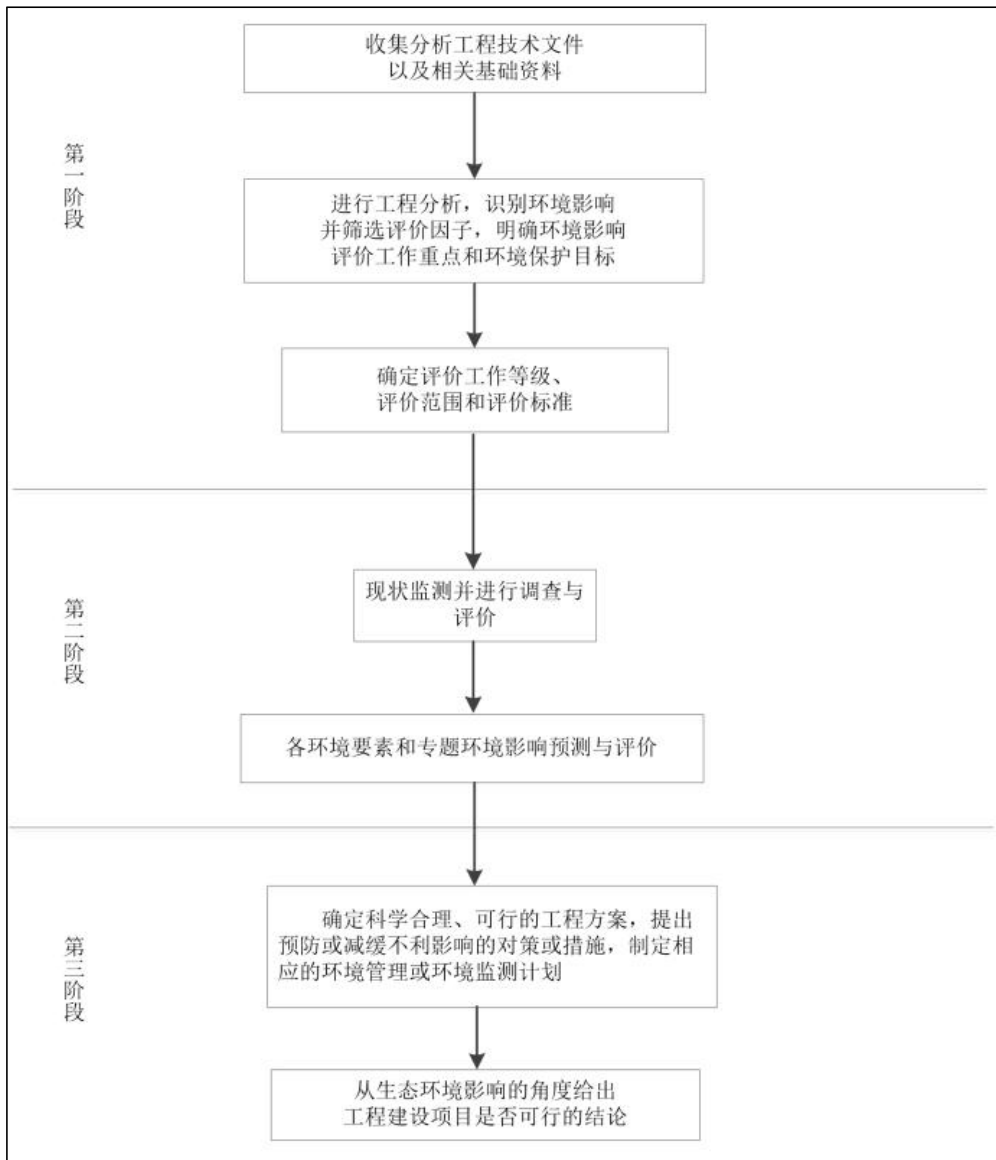 收集分析工程技术文件
以及相关基础资料
第一阶段
进行工程分析，识别环境影响
并筛选评价因子，明确环境影响
评价工作重点和环境保护目标
确定评价工作等级、
评价范围和评价标准
第二阶段
现状监测并进行调查与
评价
各环境要素和专题环境影响预测与评价
第三阶段
确定科学合理、可行的工程方案，提出
预防或减缓不利影响的对策或措施，制定相
应的环境管理或环境监测计划
从生态环境影响的角度给出
工程建设项目是否可行的结论